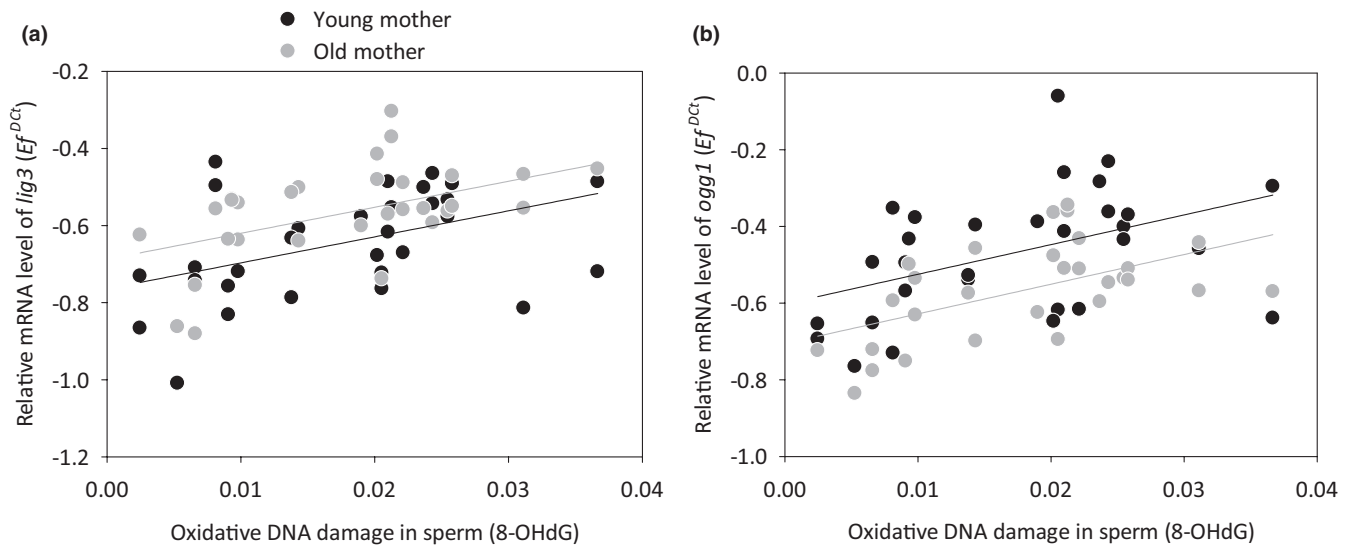 Young mother
(a)
Old mother
-0.2
-0.4
-0.6
-0.8
-1.0
-1.2
Relative mRNA level of lig3 (Ef^DCt)
0.00 0.01 0.02 0.03 0.04
Oxidative DNA damage in sperm (8-OHdG)
(b)
0.0
-0.2
-0.4
-0.6
-0.8
-1.0
Relative mRNA level of ogg1 (Ef^DCt)
0.00 0.01 0.02 0.03 0.04
Oxidative DNA damage in sperm (8-OHdG)